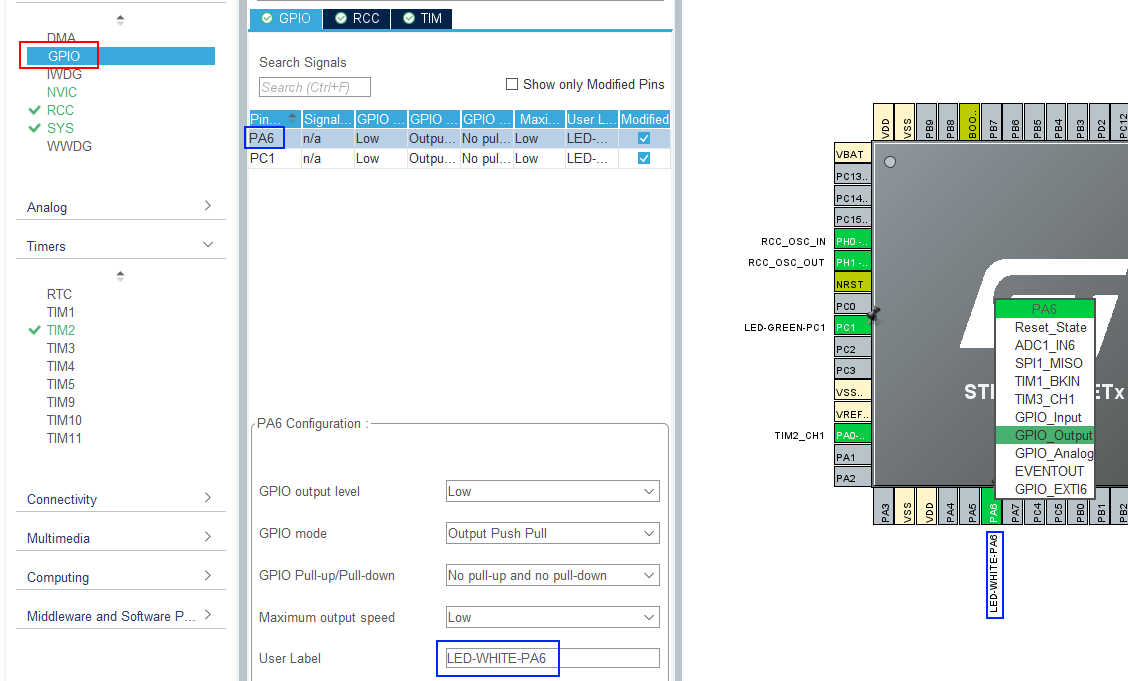 DMA
GPIO
IWDG
NVIC
RCC
SYS
WWDG
Analog
Timers
RTC
TIM1
TIM2
TIM3
TIM4
TIM5
TIM9
TIM10
TIM11
Connectivity
Multimedia
Computing
Middleware and Software P...
GPIO RCC TIM
Search Signals
Search (Ctrl+F) Show only Modified Pins
Pin... Signal... GPIO ... GPIO ... GPIO ... Maxi... User L... Modified
PA6 n/a Low Outpu... No pul... Low LED-...
PC1 n/a Low Outpu... No pul... Low LED-...
PA6 Configuration :
GPIO output level Low
GPIO mode Output Push Pull
GPIO Pull-up/Pull-down No pull-up and no pull-down
Maximum output speed Low
User Label LED-WHITE-PA6
VDD VSS PB9 PB8 BOO.. PB7 PB6 PB5 PB4 PB3 PD2 PC12
VBAT
PC13..
PC14..
PC15..
RCC_OSC_IN PH0 -..
RCC_OSC_OUT PH1 -..
NRST
PC0
LED-GREEN-PC1 PC1
PC2
PC3
VSS..
VREF..
TIM2_CH1 PA0-..
PA1
PA2
PA6
Reset_State
ADC1_IN6
SPI1_MISO
TIM1_BKIN
TIM3_CH1
GPIO_Input
GPIO_Output
GPIO_Analog
EVENTOUT
GPIO_EXTI6
PA3 VSS VDD PA4 PA5 PA6 PA7 PC4 PC5 PB0 PB1 PB2
LED-WHITE-PA6